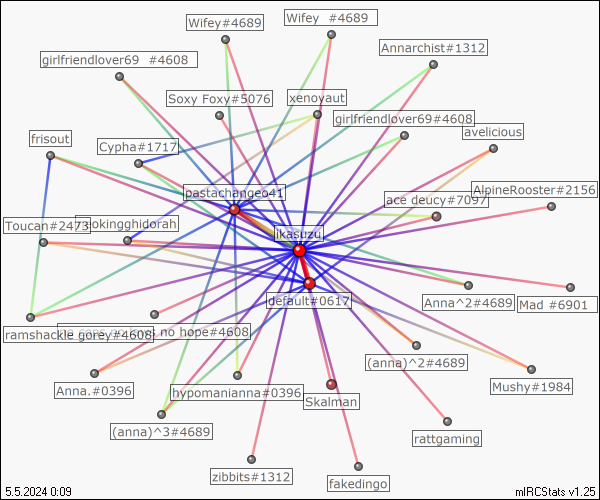 Wifey#4689
Wifey  #4689
Annarchist#1312
girlfriendlover69  #4608
Soxy Foxy#5076
xenoyaut
girlfriendlover69#4608
avelicious
frisout
Cypha#1717
pastachangeo41
ace deucy#7097
AlpineRooster#2156
Toucan#2473
okingghidorah
jkasuzu
default#0617
Anna^2#4689
Mad #6901
ramshackle gorey#4608
no hope#4608
(anna)^2#4689
Anna.#0396
hypomanianna#0396
Skalman
Mushy#1984
(anna)^3#4689
rattgaming
zibbits#1312
fakedingo
5.5.2024 0:09
mIRCStats v1.25